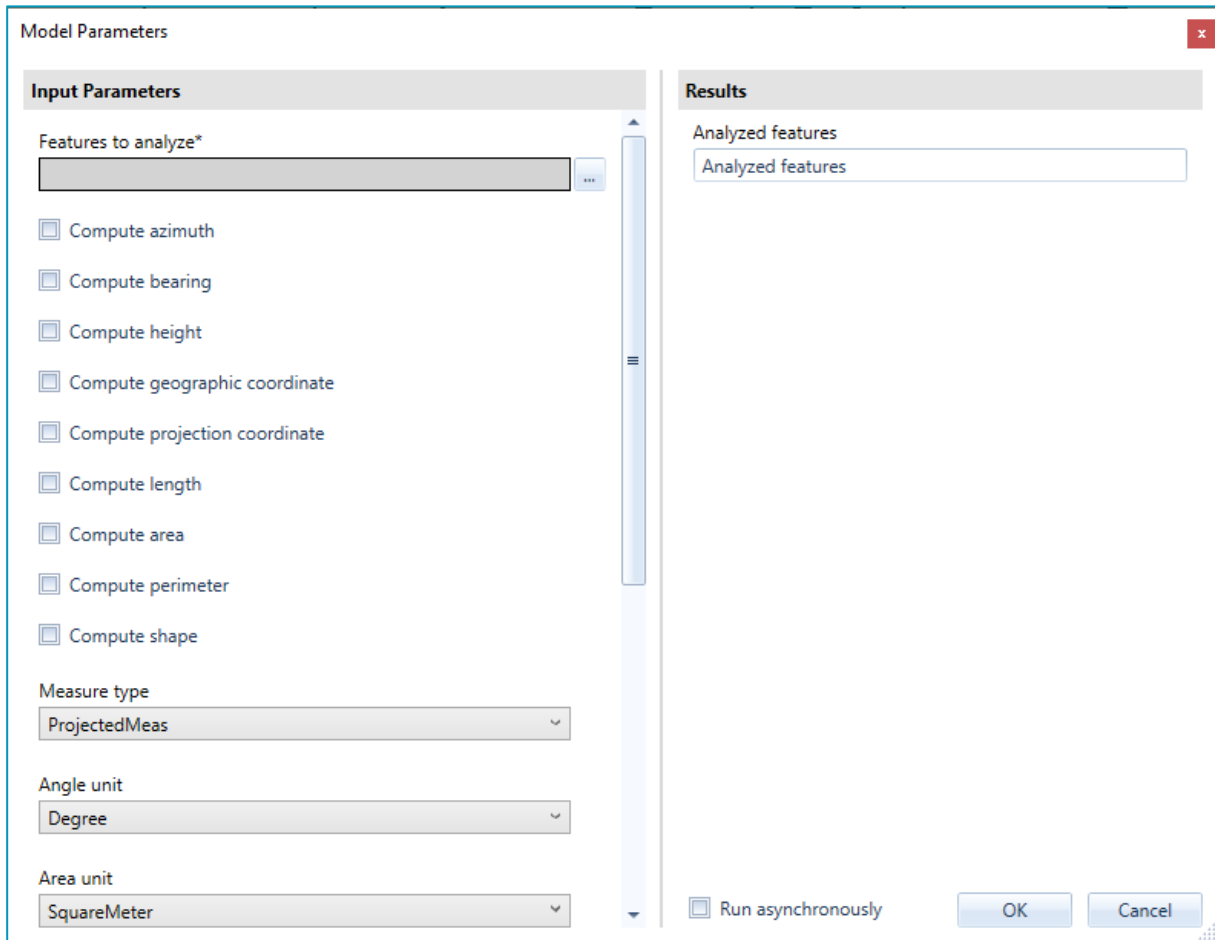 Model Parameters
x
Input Parameters
Features to analyze*
...
Compute azimuth
Compute bearing
Compute height
Compute geographic coordinate
Compute projection coordinate
Compute length
Compute area
Compute perimeter
Compute shape
Measure type
ProjectedMeas
Angle unit
Degree
Area unit
SquareMeter
Results
Analyzed features
Analyzed features
Run asynchronously
OK
Cancel